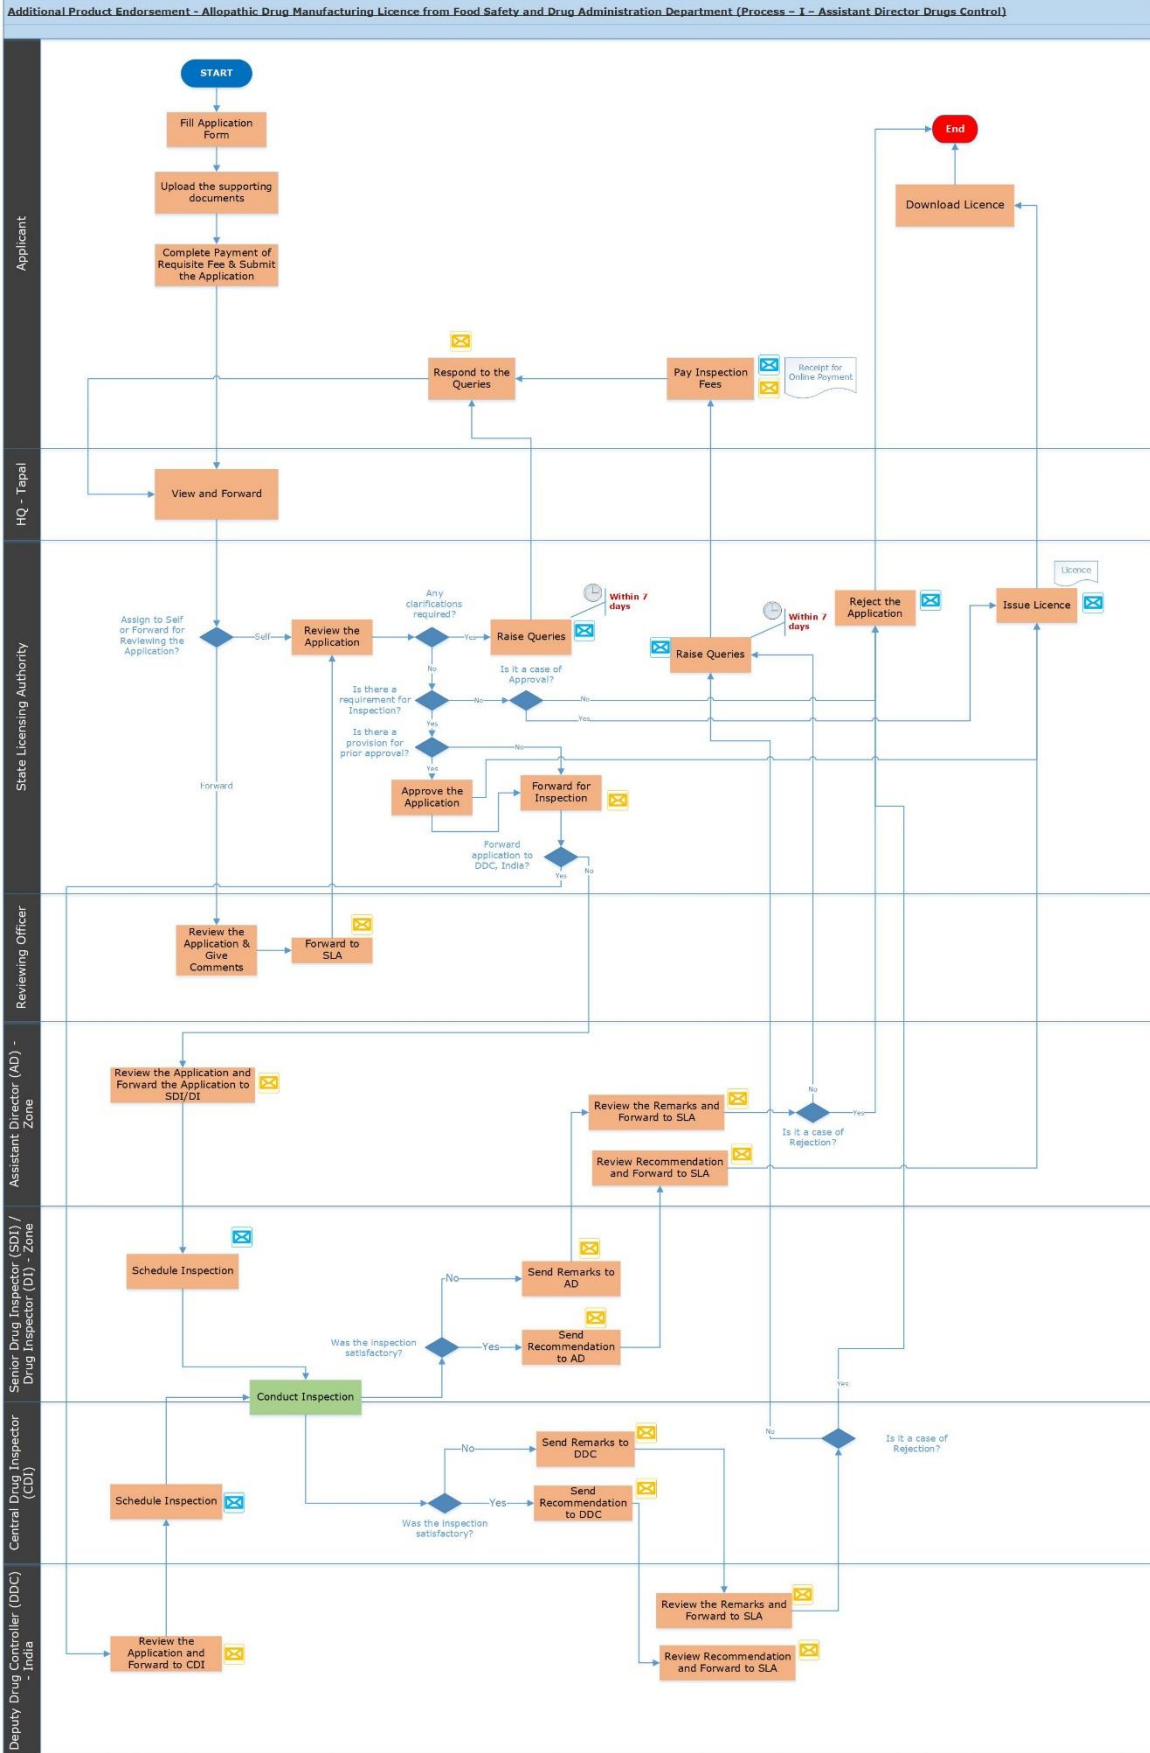 Additional Product Endorsement - Allopathic Drug Manufacturing Licence from Food Safety and Drug Administration Department (Process – I – Assistant Director Drugs Control)
Applicant
START
Fill Application
Form
Upload the supporting
documents
Complete Payment of
Requisite Fee & Submit
the Application
End
Download Licence
Respond to the
Queries
Pay Inspection
Fees
Receipt for
Online Payment
HQ - Tapal
View and Forward
State Licensing Authority
Assign to Self
or Forward for
Reviewing the
Application?
Self
Forward
Review the
Application
Any
clarifications
required?
Yes
No
Raise Queries
Within 7
days
Raise Queries
Within 7
days
Reject the
Application
Licence
Issue Licence
Is there a
requirement for
Inspection?
No
Yes
Is it a case of
Approval?
No
Yes
Is there a
provision for
prior approval?
No
Yes
Approve the
Application
Forward for
Inspection
Forward
application to
DDC, India?
Yes
No
Reviewing Officer
Review the
Application &
Give
Comments
Forward to
SLA
Assistant Director (AD) -
Zone
Review the Application and
Forward the Application to
SDI/DI
Review the Remarks and
Forward to SLA
No
Yes
Is it a case of
Rejection?
Review Recommendation
and Forward to SLA
Senior Drug Inspector (SDI) /
Drug Inspector (DI) - Zone
Schedule Inspection
Was the inspection
satisfactory?
No
Yes
Send Remarks to
AD
Send
Recommendation
to AD
Conduct Inspection
Central Drug Inspector
(CDI)
Schedule Inspection
Was the inspection
satisfactory?
No
Yes
Send Remarks to
DDC
Send
Recommendation
to DDC
Yes
No
Is it a case of
Rejection?
Deputy Drug Controller (DDC)
- India
Review the
Application and
Forward to CDI
Review the Remarks and
Forward to SLA
Review Recommendation
and Forward to SLA